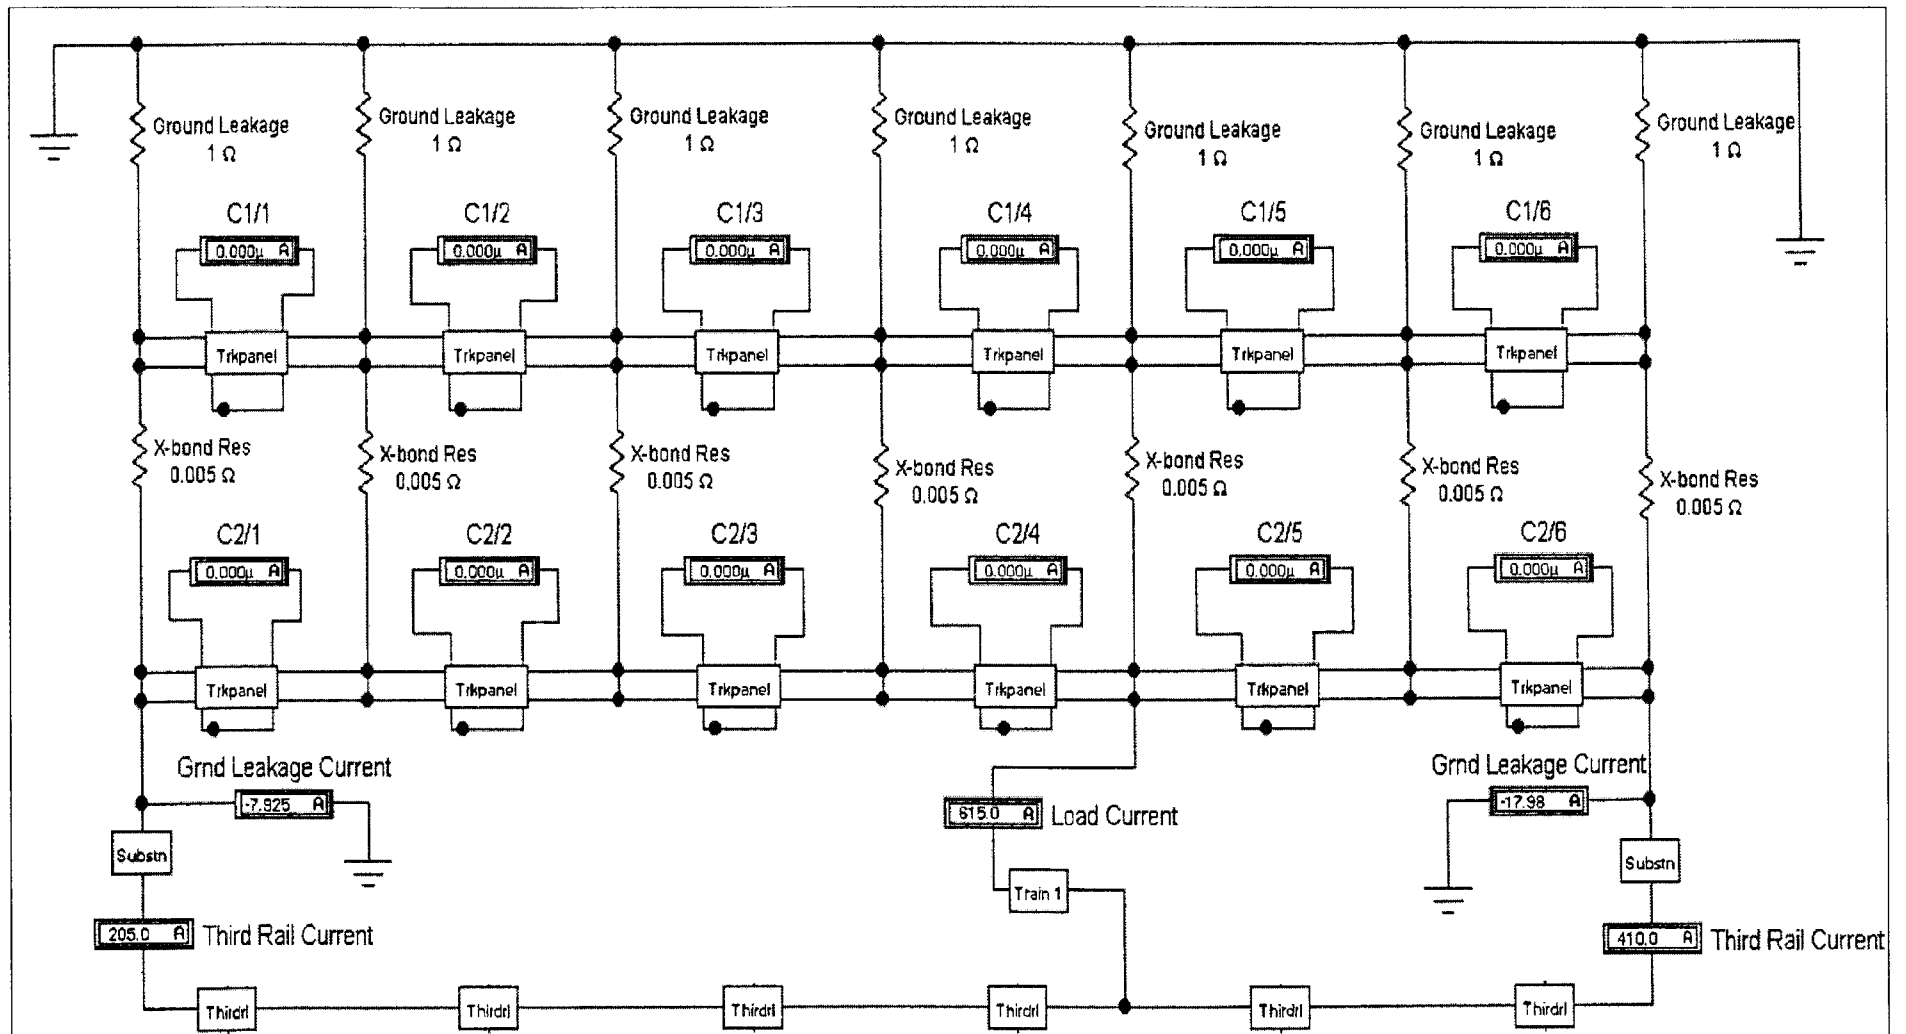 Ground Leakage
1 Ω
Ground Leakage
1 Ω
Ground Leakage
1 Ω
Ground Leakage
1 Ω
Ground Leakage
1 Ω
Ground Leakage
1 Ω
Ground Leakage
1 Ω
C1/1
C1/2
C1/3
C1/4
C1/5
C1/6
0.000µ A
0.000µ A
0.000µ A
0.000µ A
0.000µ A
0.000µ A
Trkpanel
Trkpanel
Trkpanel
Trkpanel
Trkpanel
Trkpanel
X-bond Res
0.005 Ω
X-bond Res
0.005 Ω
X-bond Res
0.005 Ω
X-bond Res
0.005 Ω
X-bond Res
0.005 Ω
X-bond Res
0.005 Ω
X-bond Res
0.005 Ω
C2/1
C2/2
C2/3
C2/4
C2/5
C2/6
0.000µ A
0.000µ A
0.000µ A
0.000µ A
0.000µ A
0.000µ A
Trkpanel
Trkpanel
Trkpanel
Trkpanel
Trkpanel
Trkpanel
Grnd Leakage Current
-7.925 A
Grnd Leakage Current
-17.98 A
615.0 A
Load Current
Substn
Train 1
Substn
205.0 A
Third Rail Current
410.0 A
Third Rail Current
Thirdrl
Thirdrl
Thirdrl
Thirdrl
Thirdrl
Thirdrl